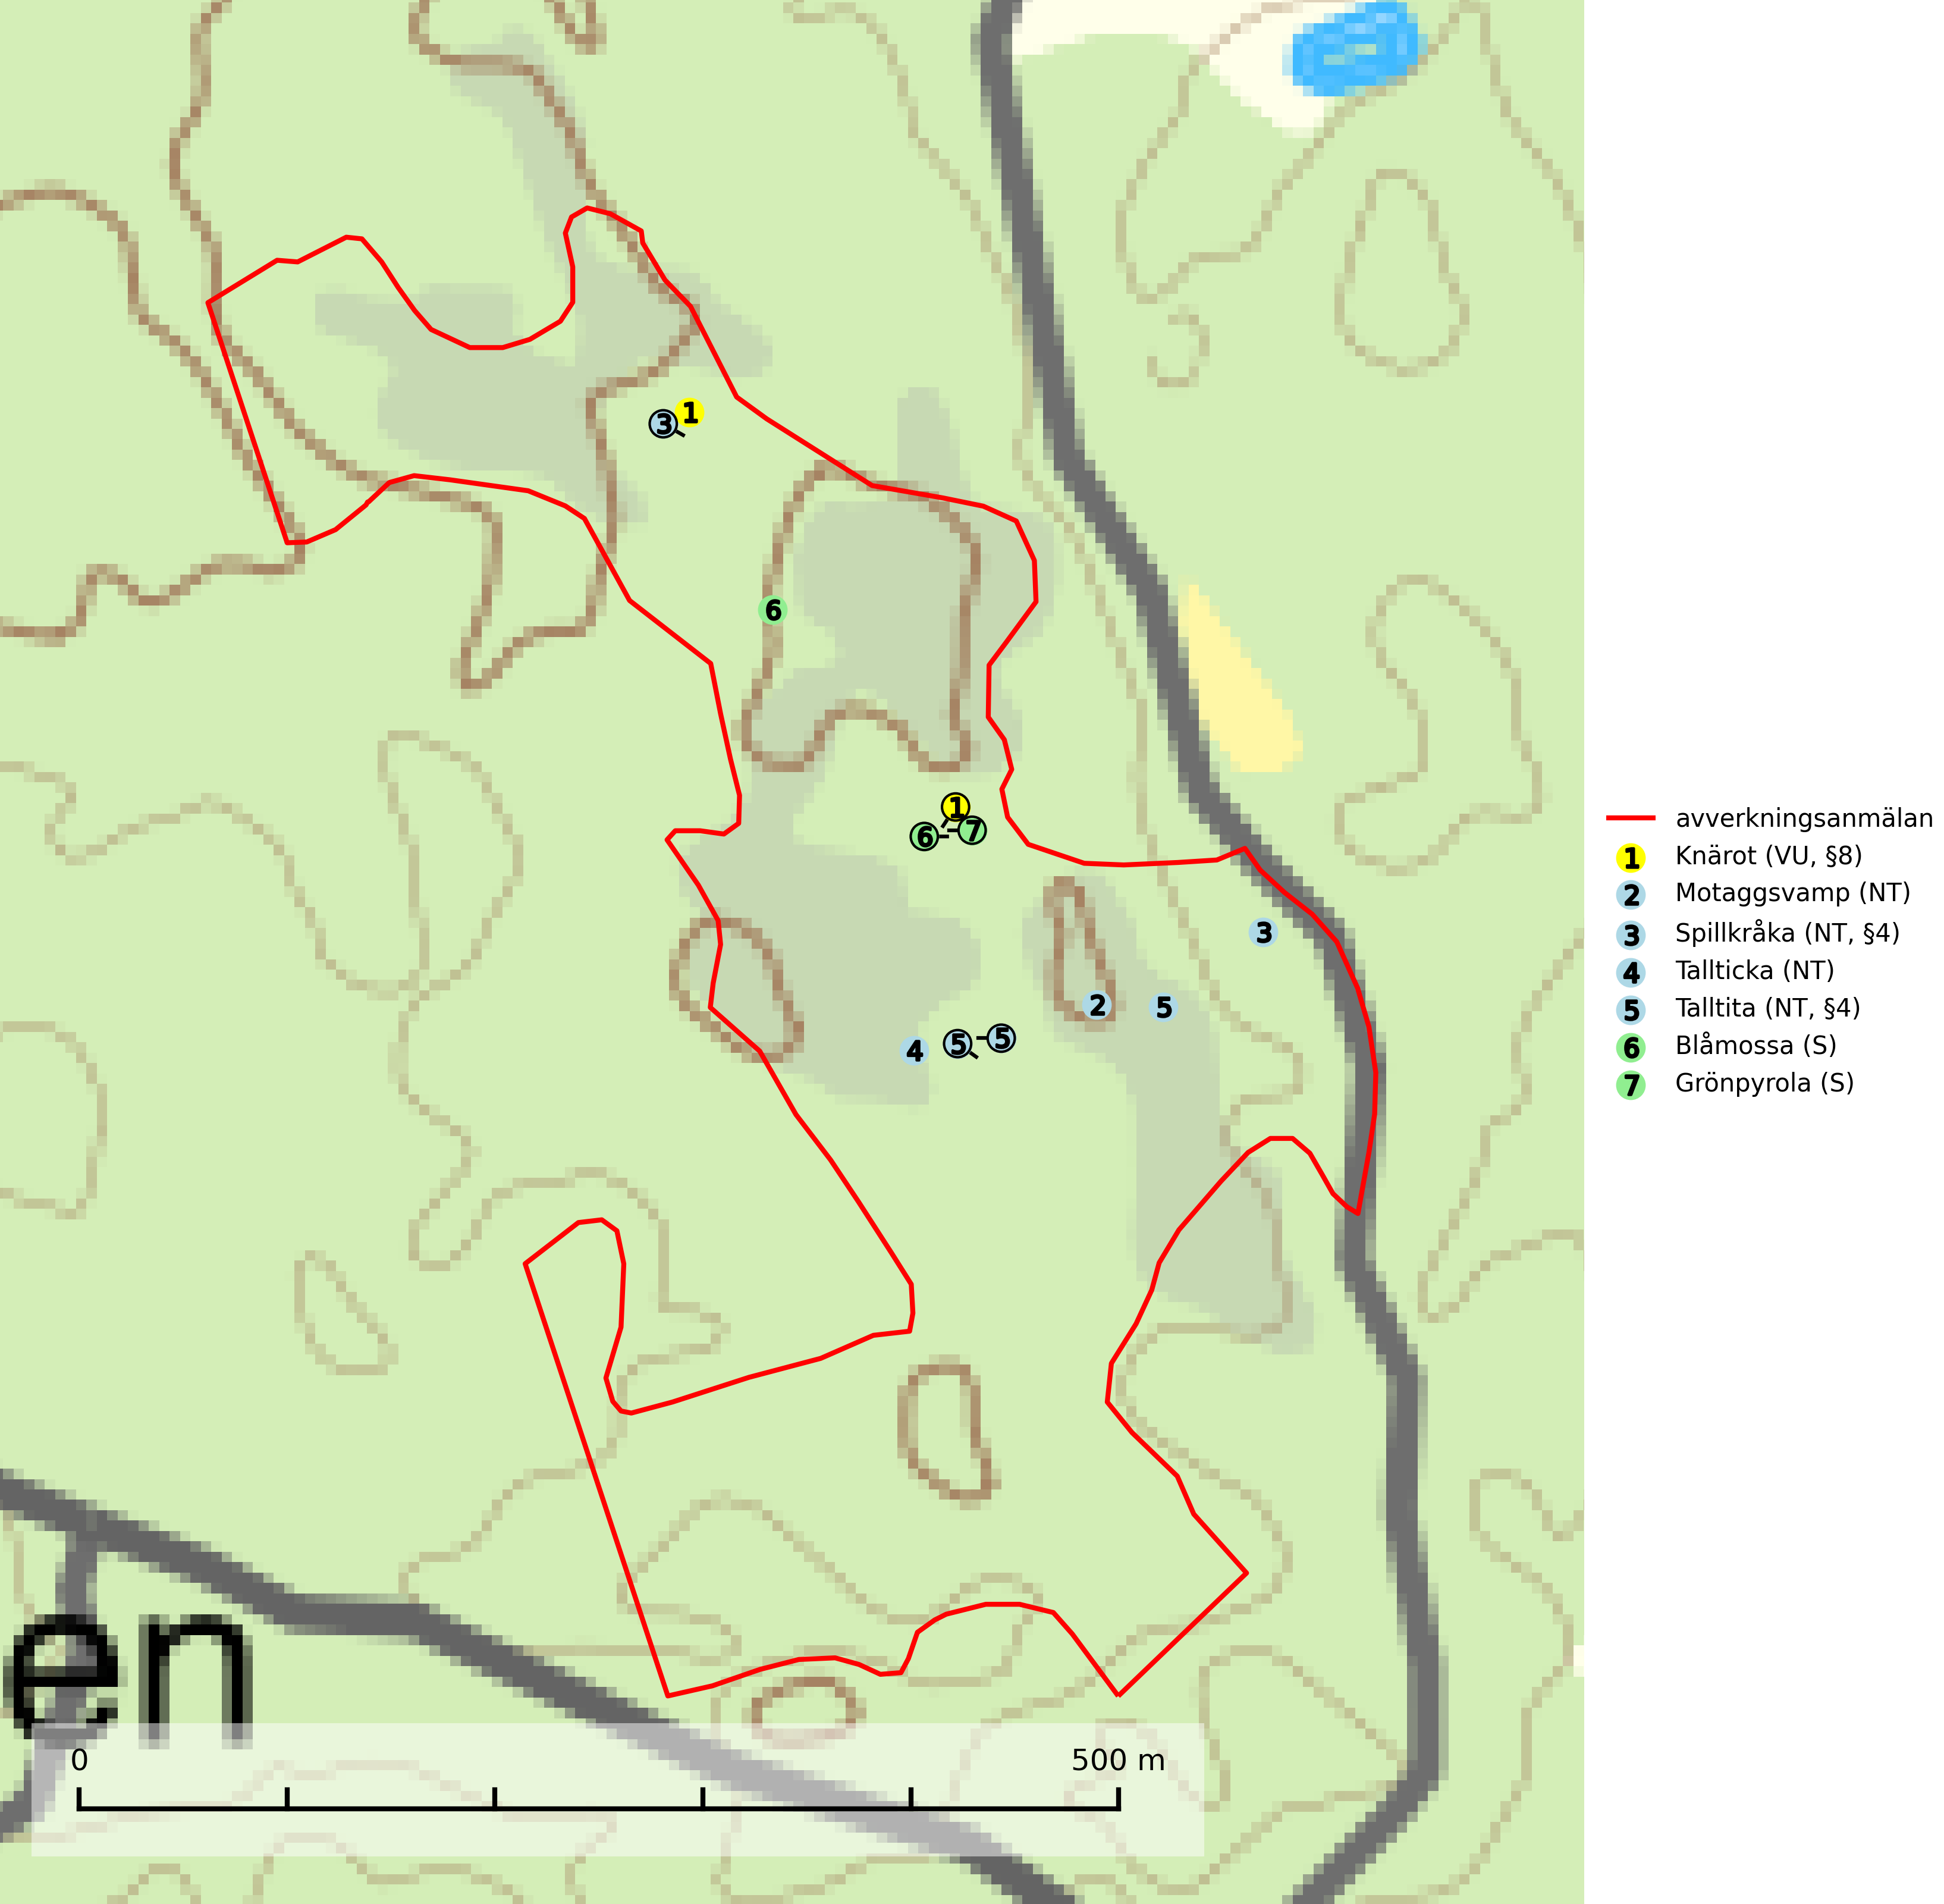 3 1
6
1
6 7
3
2 5
4 5 5
en
0 500 m
avverkningsanmälan
1 Knärot (VU, §8)
2 Motaggsvamp (NT)
3 Spillkråka (NT, §4)
4 Tallticka (NT)
5 Talltita (NT, §4)
6 Blåmossa (S)
7 Grönpyrola (S)